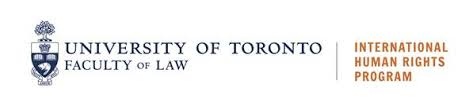 UNIVERSITY OF TORONTO
FACULTY OF LAW
INTERNATIONAL
HUMAN RIGHTS
PROGRAM